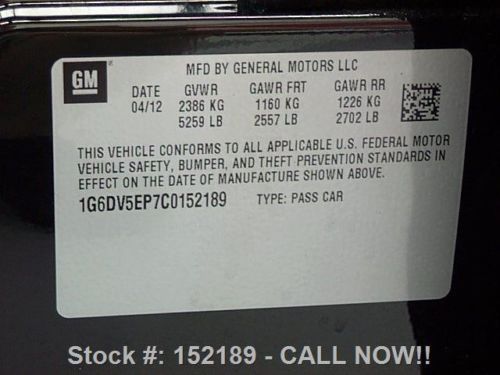 GM
MFD BY GENERAL MOTORS LLC
DATE GVWR GAWR FRT GAWR RR
04/12 2386 KG 1160 KG 1226 KG
5259 LB 2557 LB 2702 LB
THIS VEHICLE CONFORMS TO ALL APPLICABLE U.S. FEDERAL MOTOR
VEHICLE SAFETY, BUMPER, AND THEFT PREVENTION STANDARDS IN
EFFECT ON THE DATE OF MANUFACTURE SHOWN ABOVE.
1G6DV5EP7C0152189 TYPE: PASS CAR
Stock #: 152189 - CALL NOW!!